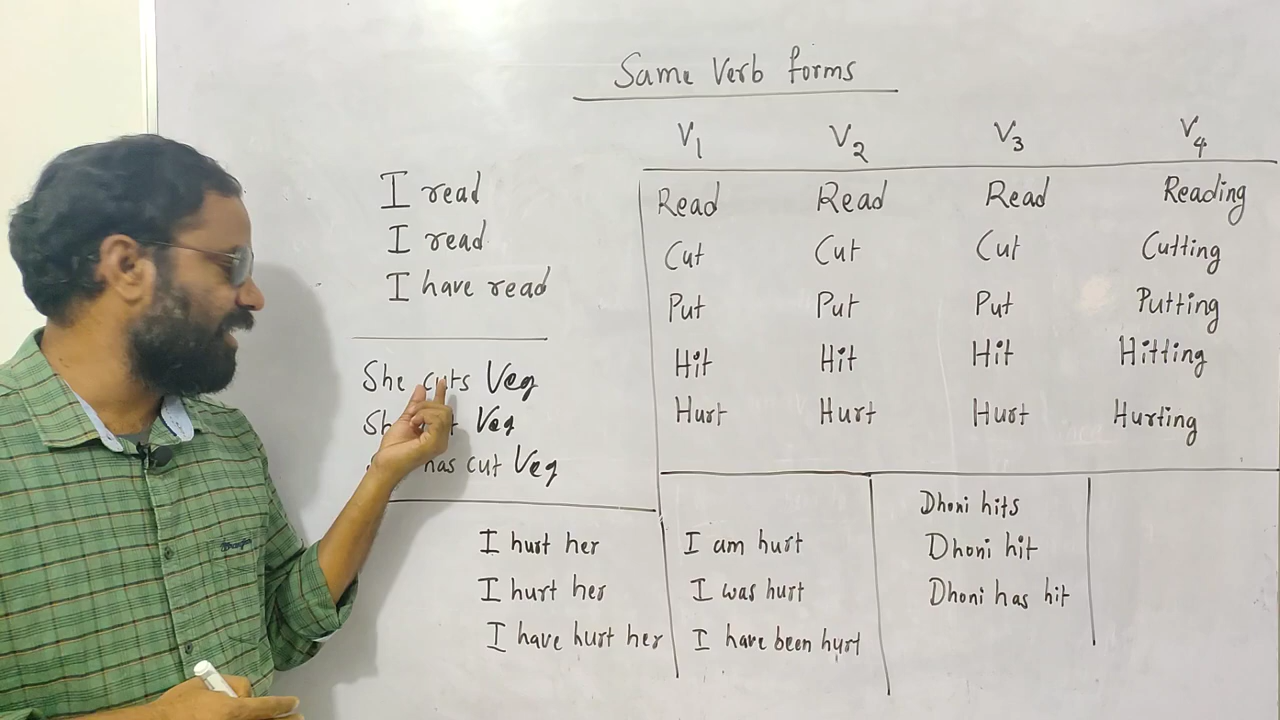 Same Verb forms
V1 V2 V3 V4
Read Read Read Reading
Cut Cut Cut Cutting
Put Put Put Putting
Hit Hit Hit Hitting
Hurt Hurt Hurt Hurting
I read
I read
I have read
She cuts Veg
Veg
has cut Veg
I hurt her
I hurt her
I have hurt her
I am hurt
I was hurt
I have been hurt
Dhoni hits
Dhoni hit
Dhoni has hit